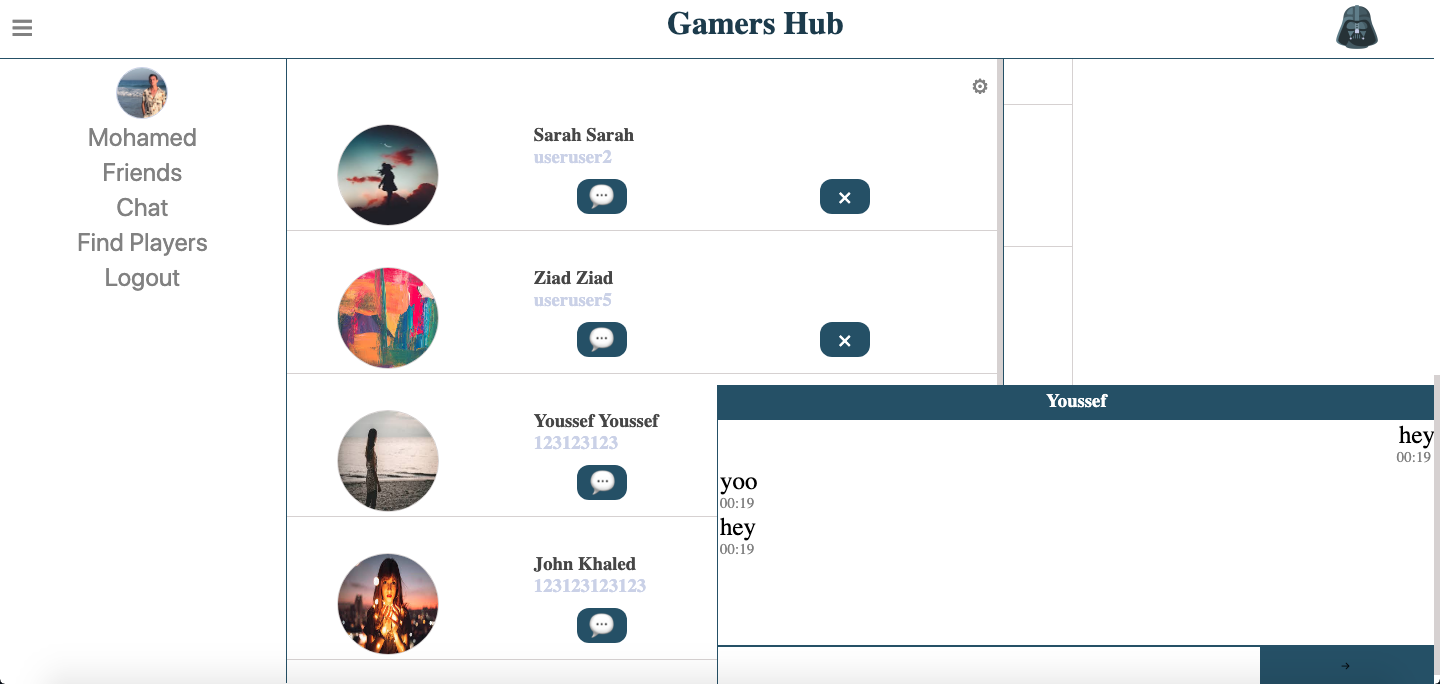 Gamers Hub
Mohamed
Friends
Chat
Find Players
Logout
Sarah Sarah
useruser2
Ziad Ziad
useruser5
Youssef Youssef
123123123
John Khaled
123123123123
Youssef
hey
00:19
yoo
00:19
hey
00:19